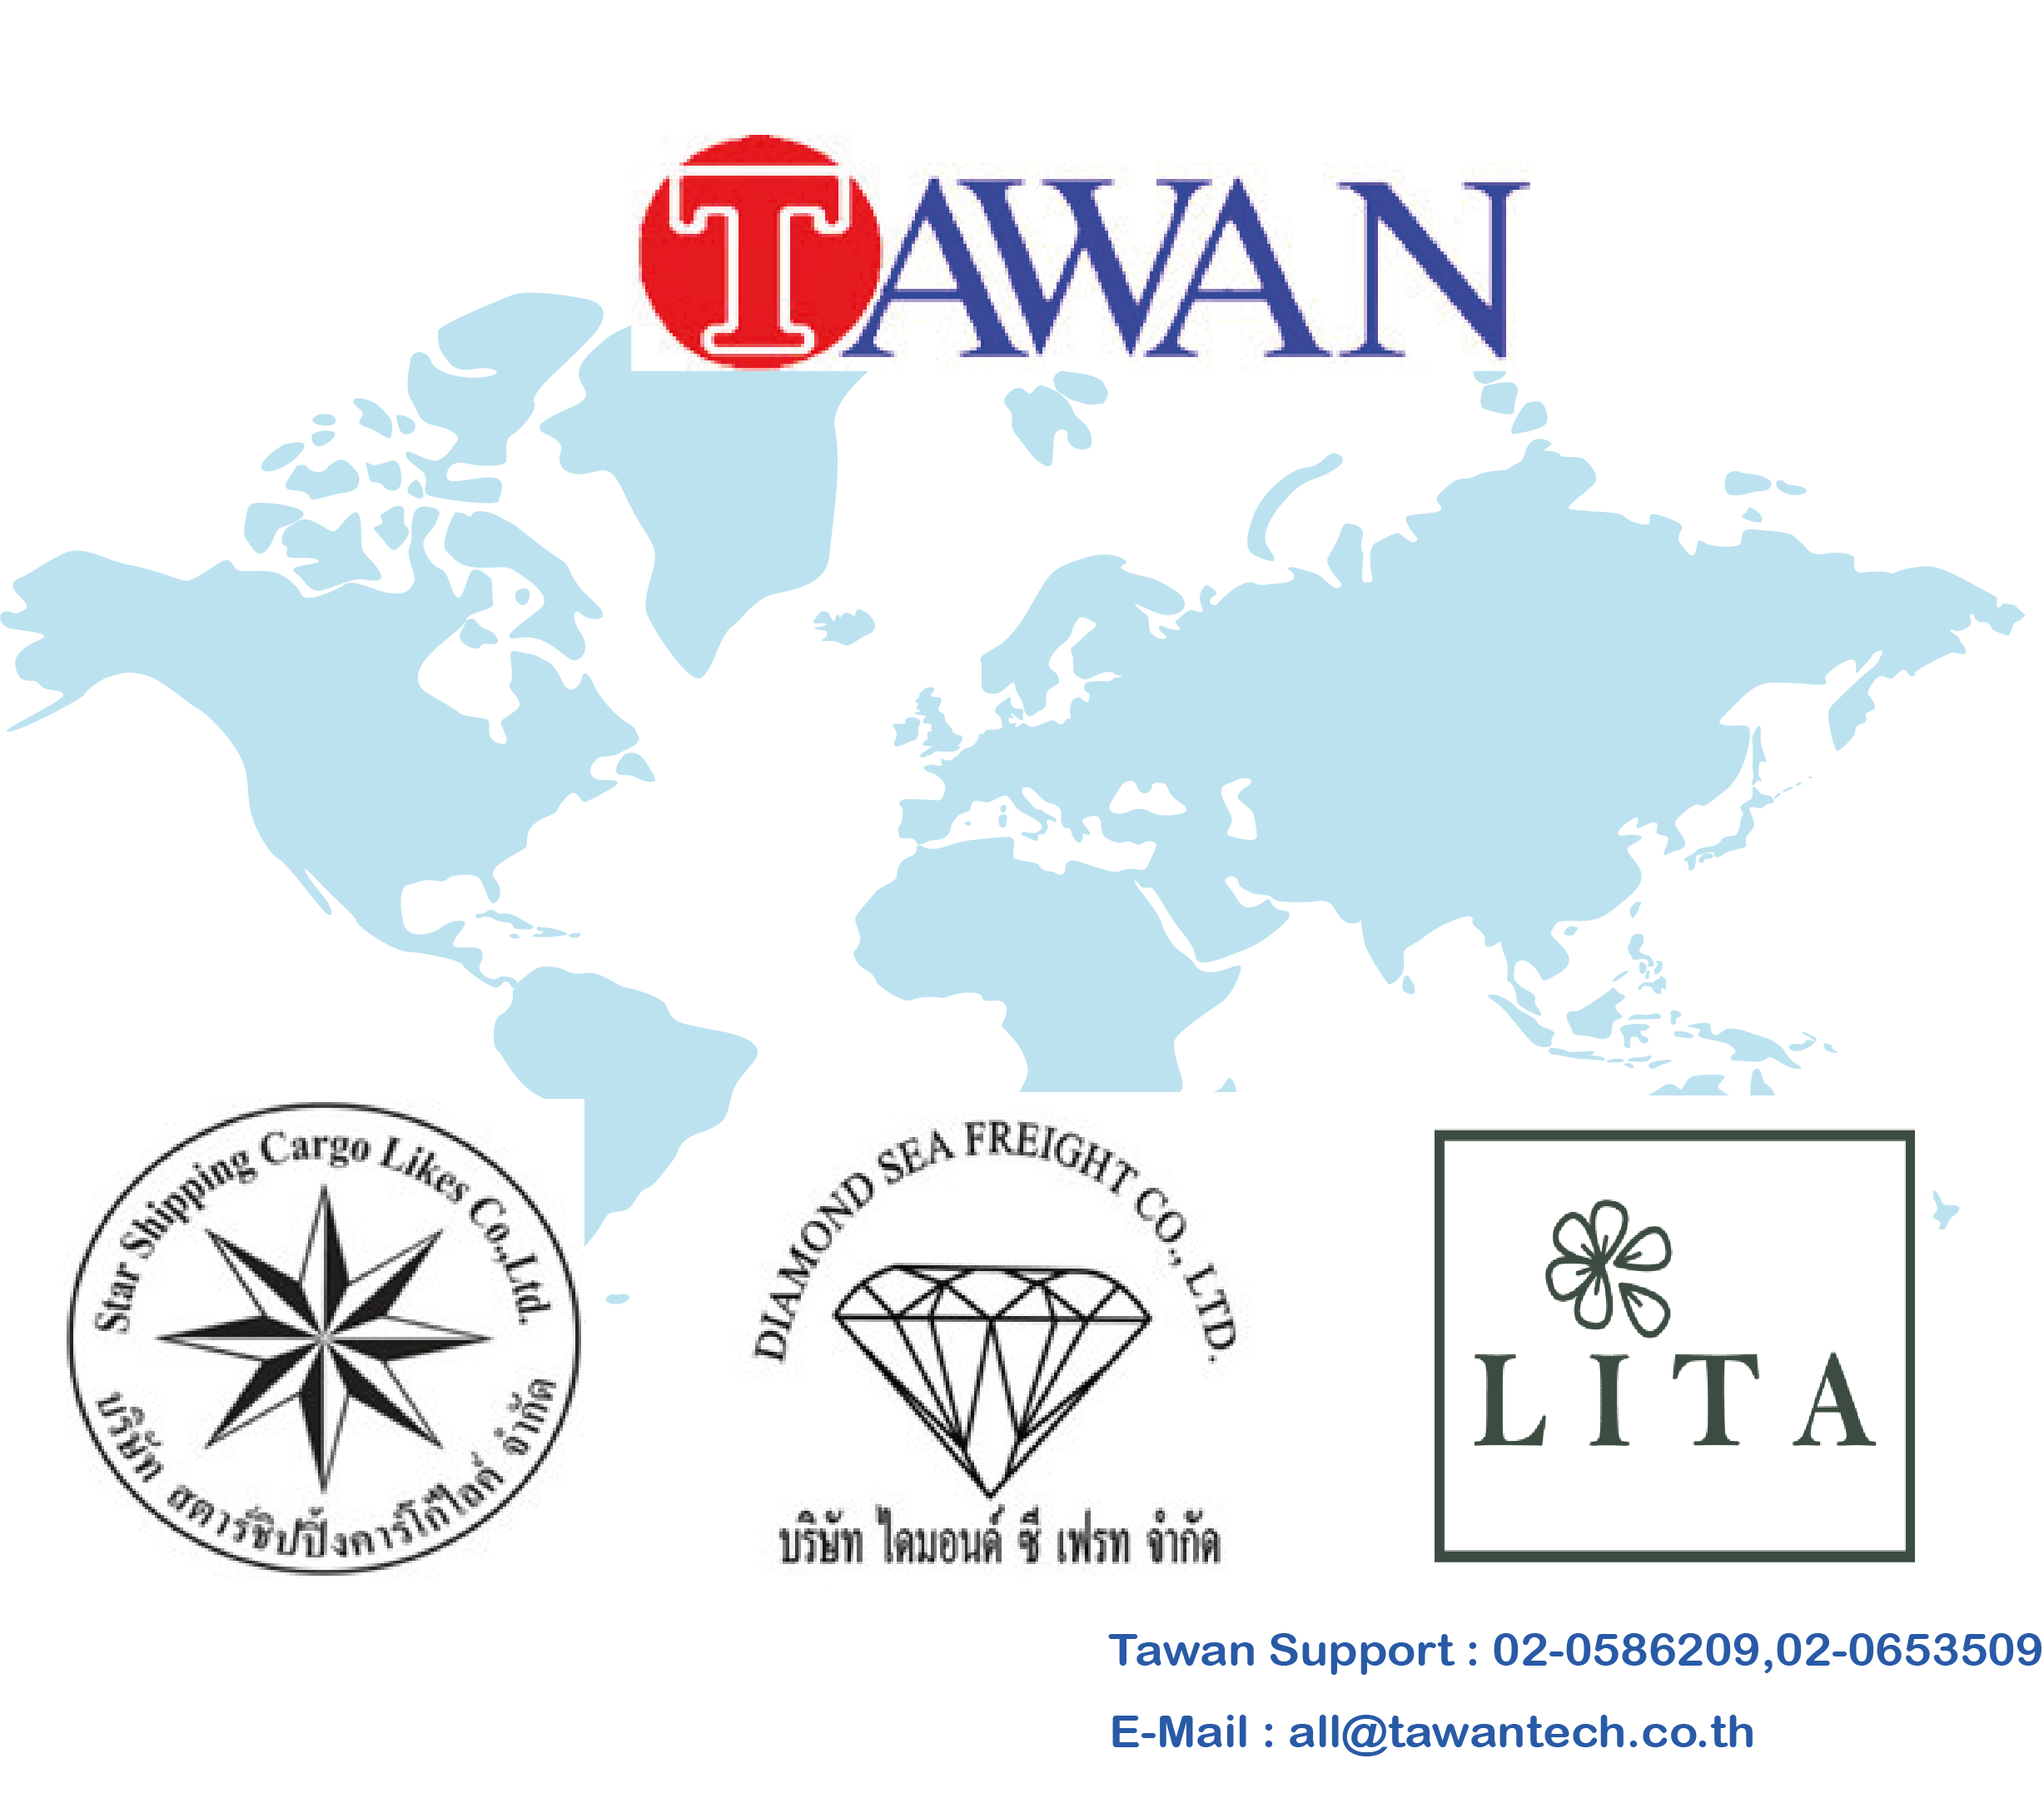 TAWAN
Star Shipping Cargo Likes Co.,Ltd.
บริษัท สตาร์ชิปปิ้งคาร์โก้ไลค์ จำกัด
DIAMOND SEA FREIGHT CO., LTD.
บริษัท ไดมอนด์ ซี เฟรท จำกัด
LITA
Tawan Support : 02-0586209,02-0653509
E-Mail : all@tawantech.co.th